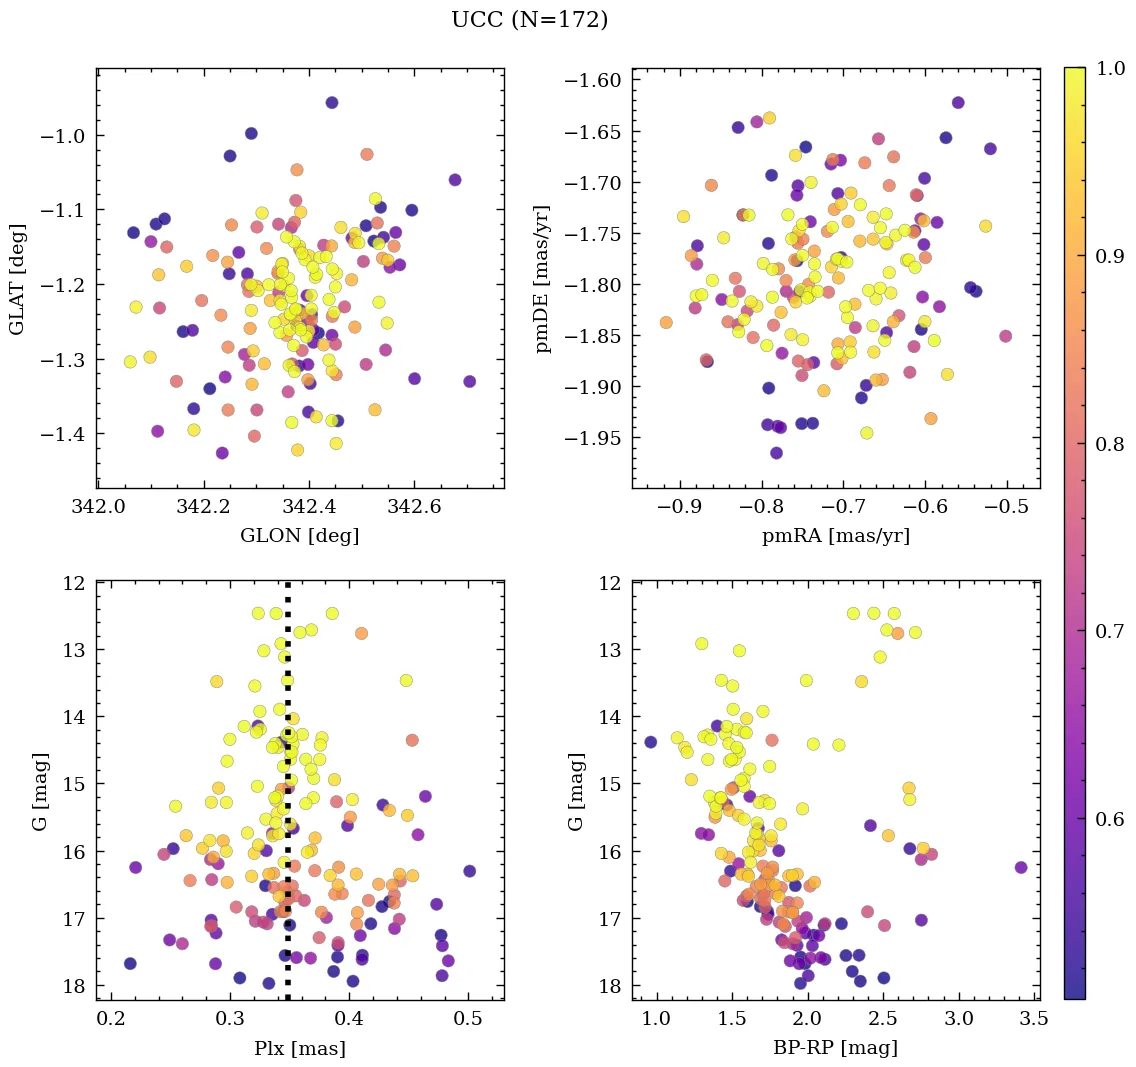 UCC (N=172)
−1.0
−1.1
−1.2
−1.3
−1.4
GLAT [deg]
342.0 342.2 342.4 342.6
GLON [deg]
−1.60
−1.65
−1.70
−1.75
−1.80
−1.85
−1.90
−1.95
pmDE [mas/yr]
−0.9 −0.8 −0.7 −0.6 −0.5
pmRA [mas/yr]
12
13
14
15
16
17
18
G [mag]
0.2 0.3 0.4 0.5
Plx [mas]
12
13
14
15
16
17
18
G [mag]
1.0 1.5 2.0 2.5 3.0 3.5
BP-RP [mag]
1.0
0.9
0.8
0.7
0.6